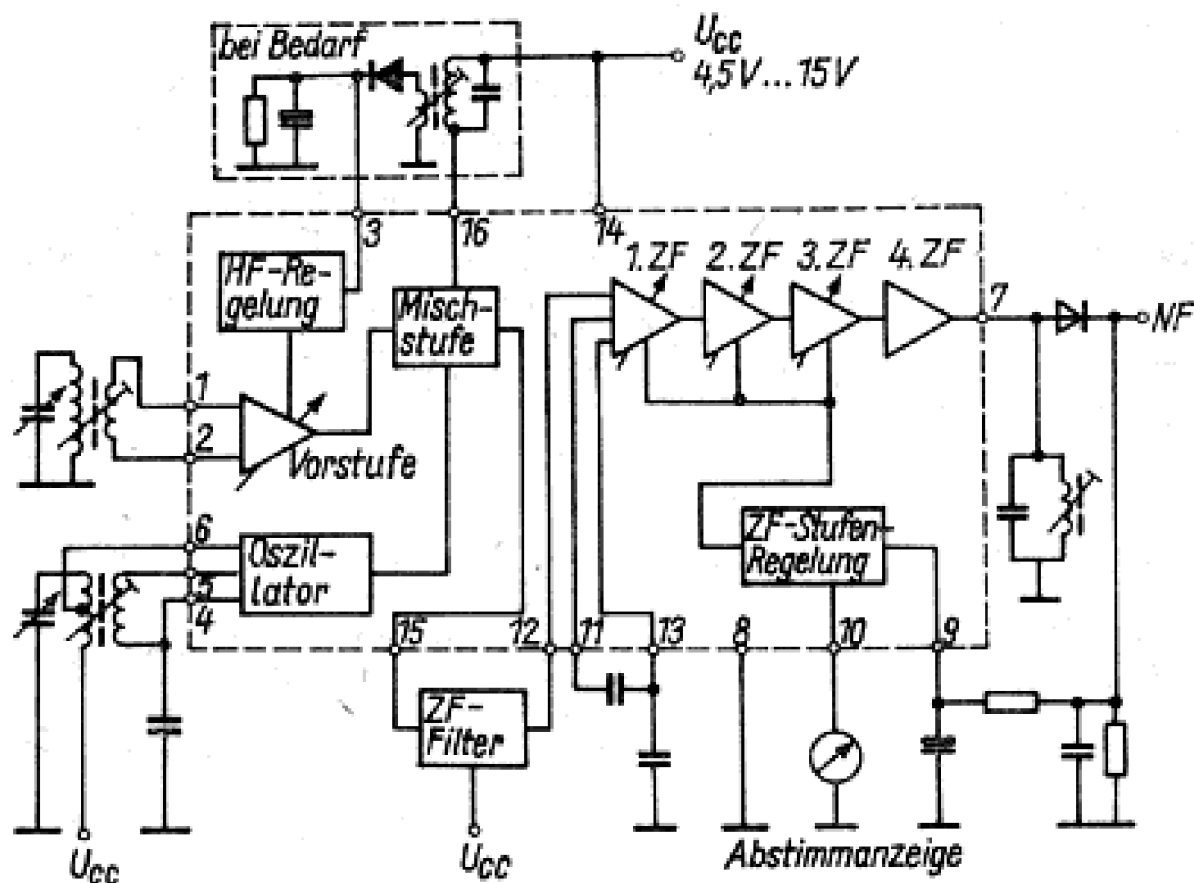 bei Bedarf
Ucc
4,5V...15V
3
16
14
HF-Re-
gelung
Misch-
stufe
1.ZF
2.ZF
3.ZF
4.ZF
7
NF
1
2
Vorstufe
6
5
4
Oszil-
lator
ZF-Stufen-
Regelung
15
12
11
13
8
10
9
ZF-
Filter
Ucc
Ucc
Abstimmanzeige